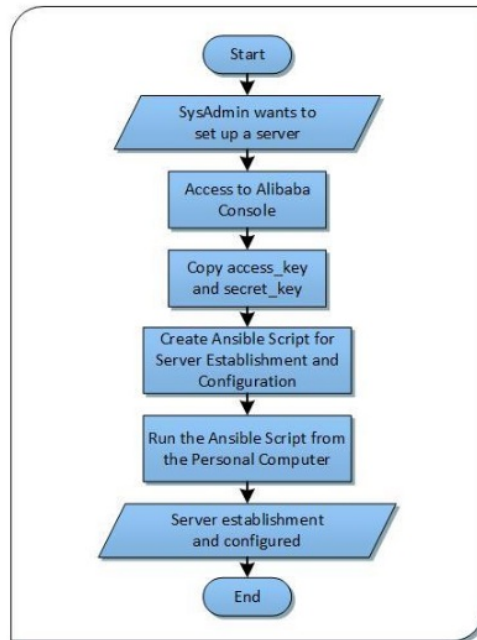 Start
SysAdmin wants to
set up a server
Access to Alibaba
Console
Copy access_key
and secret_key
Create Ansible Script for
Server Establishment and
Configuration
Run the Ansible Script from
the Personal Computer
Server establishment
and configured
End